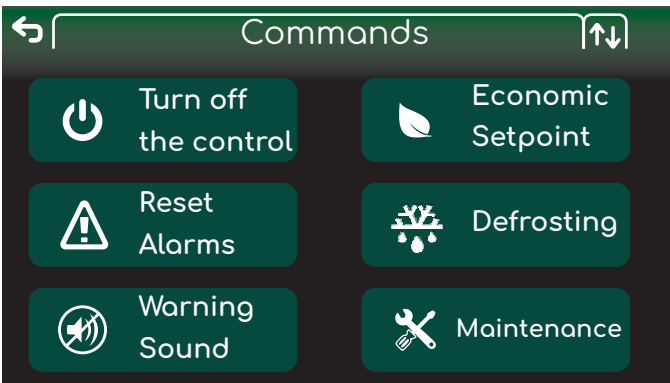 Commands
Turn off
the control
Economic
Setpoint
Reset
Alarms
Defrosting
Warning
Sound
Maintenance